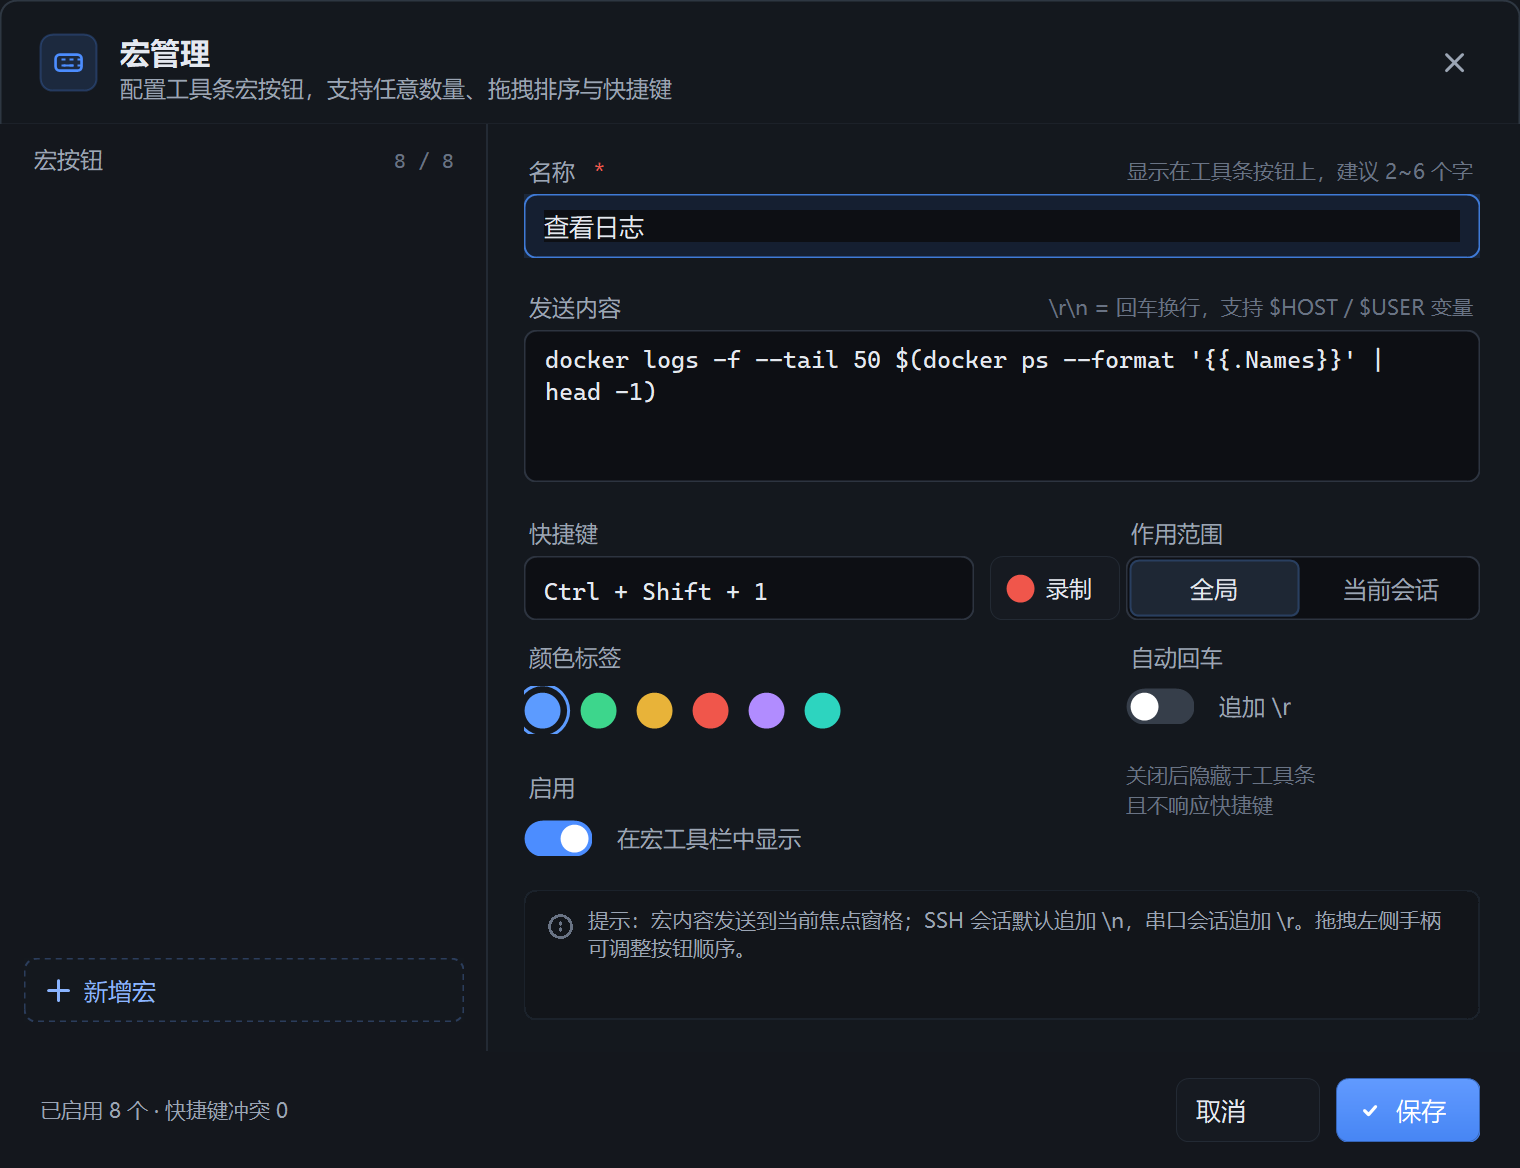 宏管理
配置工具条宏按钮，支持任意数量、拖拽排序与快捷键
宏按钮
8 / 8
名称 *
显示在工具条按钮上，建议 2~6 个字
查看日志
发送内容
\r\n = 回车换行，支持 $HOST / $USER 变量
docker logs -f --tail 50 $(docker ps --format '{{.Names}}' |
head -1)
快捷键
作用范围
Ctrl + Shift + 1
录制
全局
当前会话
颜色标签
自动回车
追加 \r
关闭后隐藏于工具条
且不响应快捷键
启用
在宏工具栏中显示
提示：宏内容发送到当前焦点窗格；SSH 会话默认追加 \n，串口会话追加 \r。拖拽左侧手柄
可调整按钮顺序。
新增宏
已启用 8 个 · 快捷键冲突 0
取消
保存